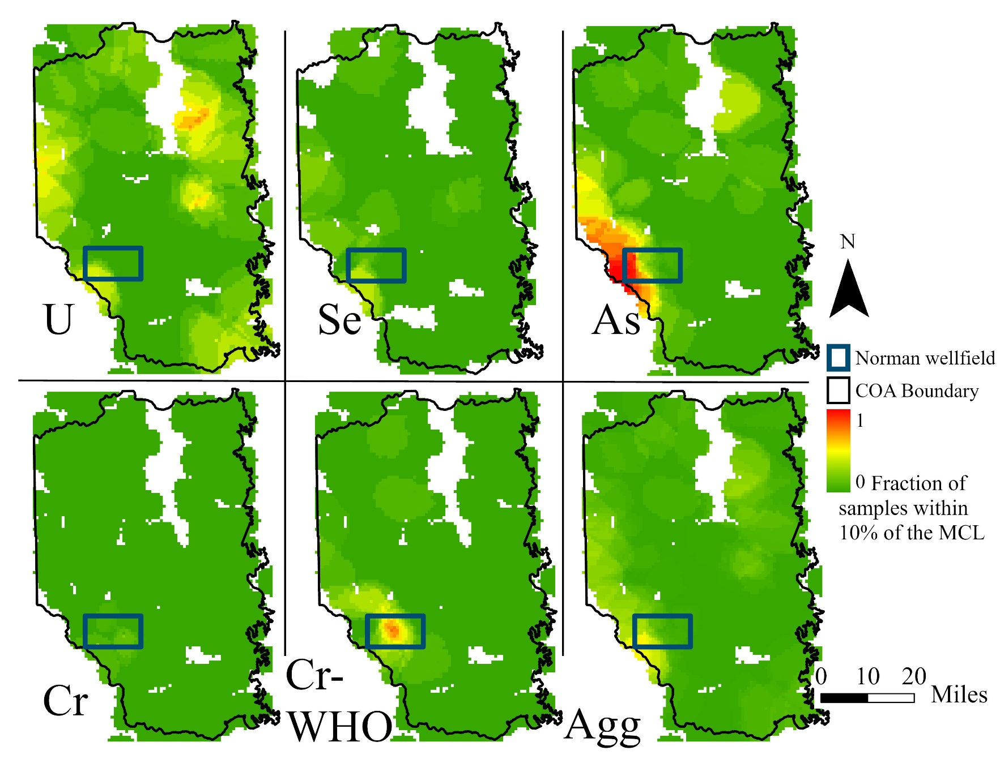 U
Se
As
N
Norman wellfield
COA Boundary
1
0 Fraction of
samples within
10% of the MCL
Cr
Cr-
WHO
Agg
0 10 20
Miles